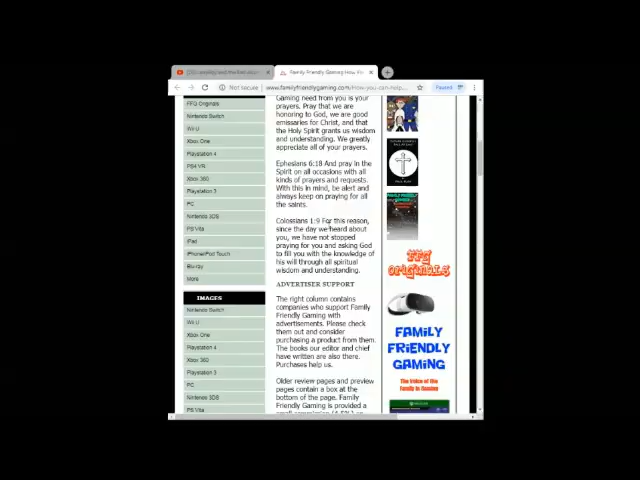 Family Friendly Gaming How
Not secure
www.familyfriendlygaming.com/How-you-can-help
Paused
FFG Originals
Nintendo Switch
Wii U
Xbox One
Playstation 4
PS4 VR
Xbox 360
Playstation 3
PC
Nintendo 3DS
PS Vita
iPad
iPhone/iPod Touch
Blu-ray
More
IMAGES
Nintendo Switch
Wii U
Xbox One
Playstation 4
Xbox 360
Playstation 3
PC
Nintendo 3DS
PS Vita
Gaming need from you is your
prayers. Pray that we are
honoring to God, we are good
emissaries for Christ, and that
the Holy Spirit grants us wisdom
and understanding. We greatly
appreciate all of your prayers.
Ephesians 6:18 And pray in the
Spirit on all occasions with all
kinds of prayers and requests.
With this in mind, be alert and
always keep on praying for all
the saints.
Colossians 1:9 For this reason,
since the day we heard about
you, we have not stopped
praying for you and asking God
to fill you with the knowledge of
his will through all spiritual
wisdom and understanding.
ADVERTISER SUPPORT
The right column contains
companies who support Family
Friendly Gaming with
advertisements. Please check
them out and consider
purchasing a product from them.
The books our editor and chief
have written are also there.
Purchases help us.
Older review pages and preview
pages contain a box at the
bottom of the page. Family
Friendly Gaming is provided a
FFG
ORIGINALS
FAMILY
FRIENDLY
GAMING
The Voice of the
Family in Gaming